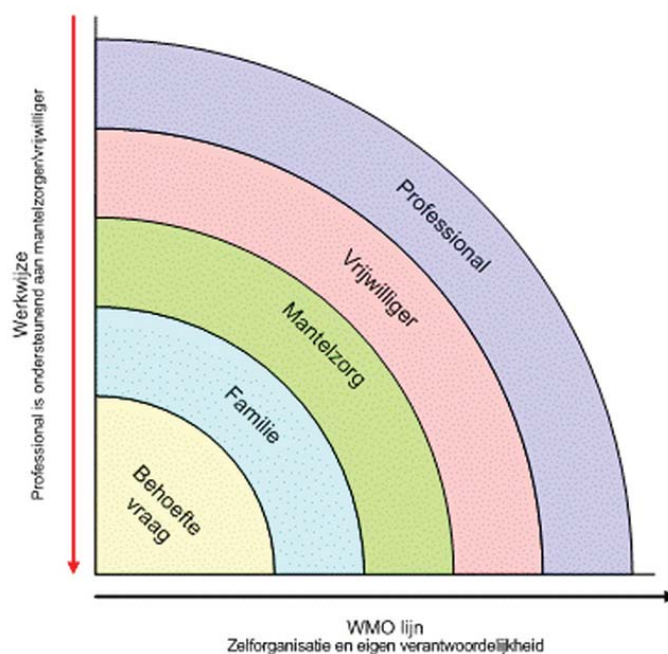 Werkwijze
Professional is ondersteunend aan mantelzorgen/vrijwilliger
Professional
Vrijwilliger
Mantelzorg
Familie
Behoefte
vraag
WMO lijn
Zelforganisatie en eigen verantwoordelijkheid